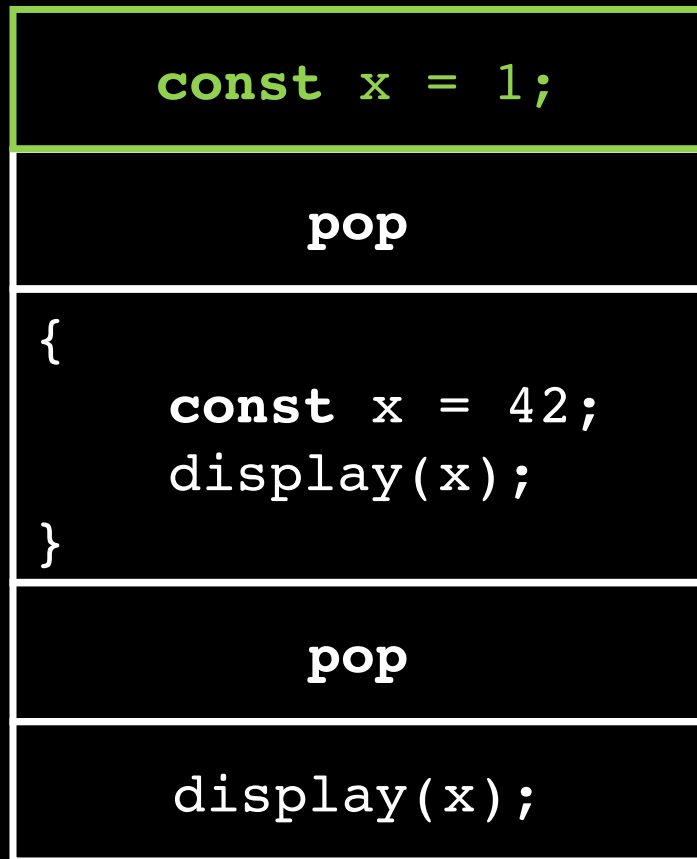 const x = 1;
pop
{
const x = 42;
display(x);
}
pop
display(x);